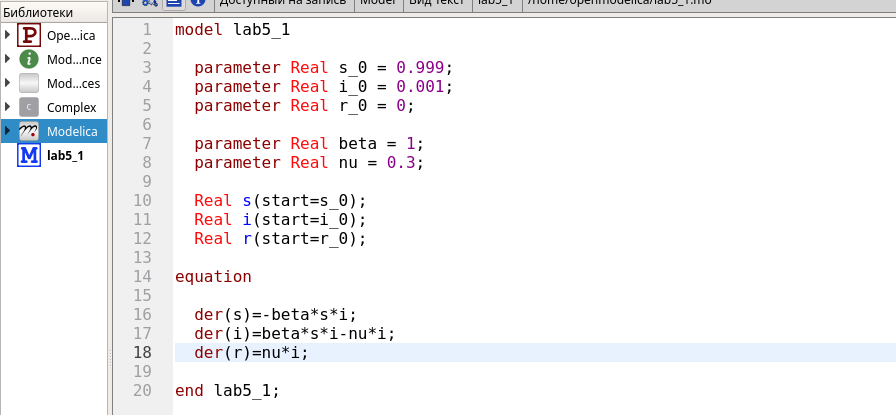 Доступный на запись Model Вид Текст lab5_1 /home/openmodelica/lab5_1.mo
Библиотеки
Ope...ica
Mod...nce
Mod...ces
Complex
Modelica
lab5_1
1 model lab5_1
2
3 parameter Real s_0 = 0.999;
4 parameter Real i_0 = 0.001;
5 parameter Real r_0 = 0;
6
7 parameter Real beta = 1;
8 parameter Real nu = 0.3;
9
10 Real s(start=s_0);
11 Real i(start=i_0);
12 Real r(start=r_0);
13
14 equation
15
16 der(s)=-beta*s*i;
17 der(i)=beta*s*i-nu*i;
18 der(r)=nu*i;
19
20 end lab5_1;